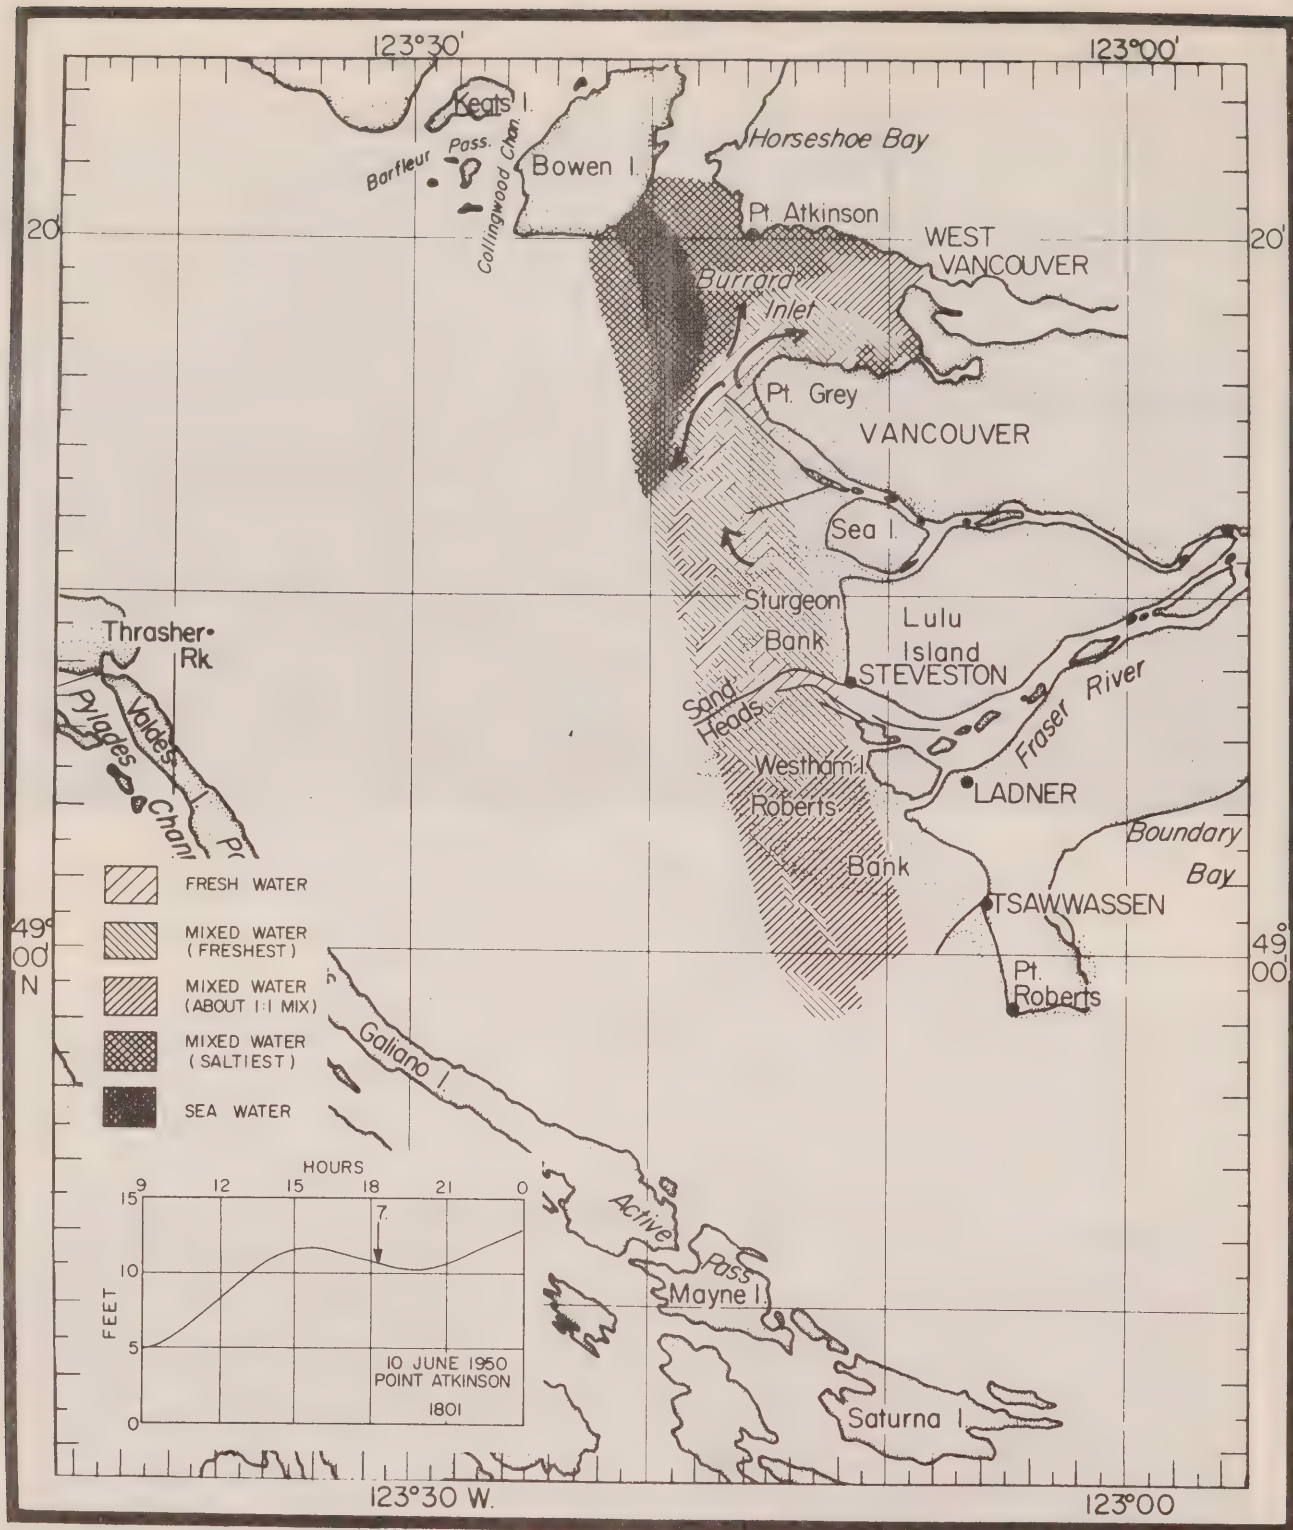 123°30'
123°00'
Keats I.
Barfleur Pass.
Collingwood Chan.
Bowen I.
Horseshoe Bay
Pt. Atkinson
20'
20'
WEST
VANCOUVER
Burrard
Inlet
Pt. Grey
VANCOUVER
Sea I.
Thrasher
Rk.
Sturgeon
Bank
Lulu
Island
STEVESTON
Sand
Heads
Fraser River
Pylades
Chann
Valdes I.
Po
Westham I.
LADNER
Roberts
Bank
Boundary
Bay
TSAWWASSEN
49°
00'
N
49°
00'
Pt.
Roberts
FRESH WATER
MIXED WATER
(FRESHEST)
MIXED WATER
(ABOUT 1:1 MIX)
MIXED WATER
(SALTIEST)
SEA WATER
Galiano I.
HOURS
9 12 15 18 21 0
15
7.
10
FEET
5
10 JUNE 1950
POINT ATKINSON
1801
0
Active
Pass
Mayne I.
Saturna I.
123°30 W.
123°00